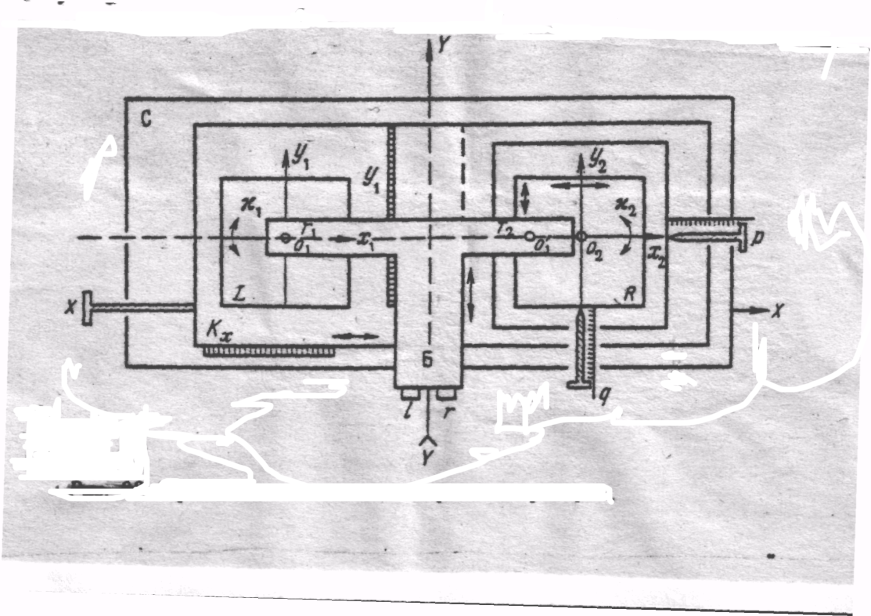 Y
C
y₁ y₁ y₂
ϰ₁ ϰ₂
r₁ r₂
o₁ x₁ o₁' o₂ x₂ p
L R
X X
Kx
Б
l r q
Y